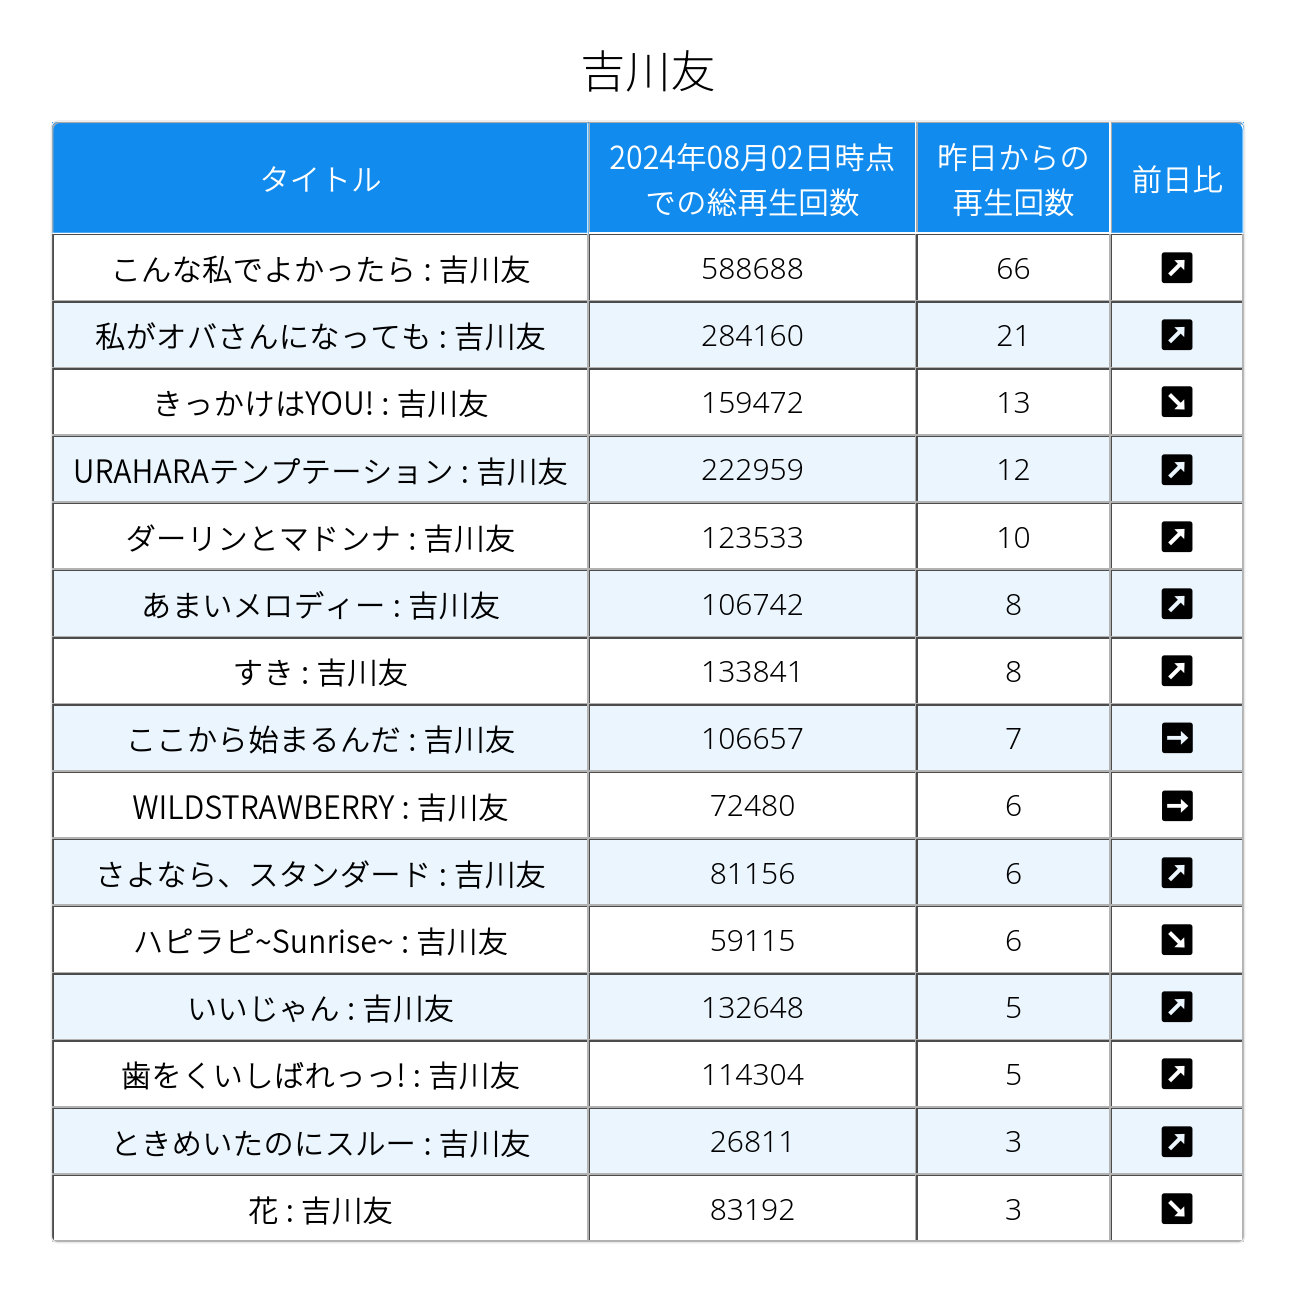 吉川友
タイトル 2024年08月02日時点での総再生回数 昨日からの再生回数 前日比
こんな私でよかったら : 吉川友 588688 66 ↗
私がオバさんになっても : 吉川友 284160 21 ↗
きっかけはYOU! : 吉川友 159472 13 ↘
URAHARAテンプテーション : 吉川友 222959 12 ↗
ダーリンとマドンナ : 吉川友 123533 10 ↗
あまいメロディー : 吉川友 106742 8 ↗
すき : 吉川友 133841 8 ↗
ここから始まるんだ : 吉川友 106657 7 →
WILDSTRAWBERRY : 吉川友 72480 6 →
さよなら、スタンダード : 吉川友 81156 6 ↗
ハピラピ~Sunrise~ : 吉川友 59115 6 ↘
いいじゃん : 吉川友 132648 5 ↗
歯をくいしばれっっ! : 吉川友 114304 5 ↗
ときめいたのにスルー : 吉川友 26811 3 ↗
花 : 吉川友 83192 3 ↘